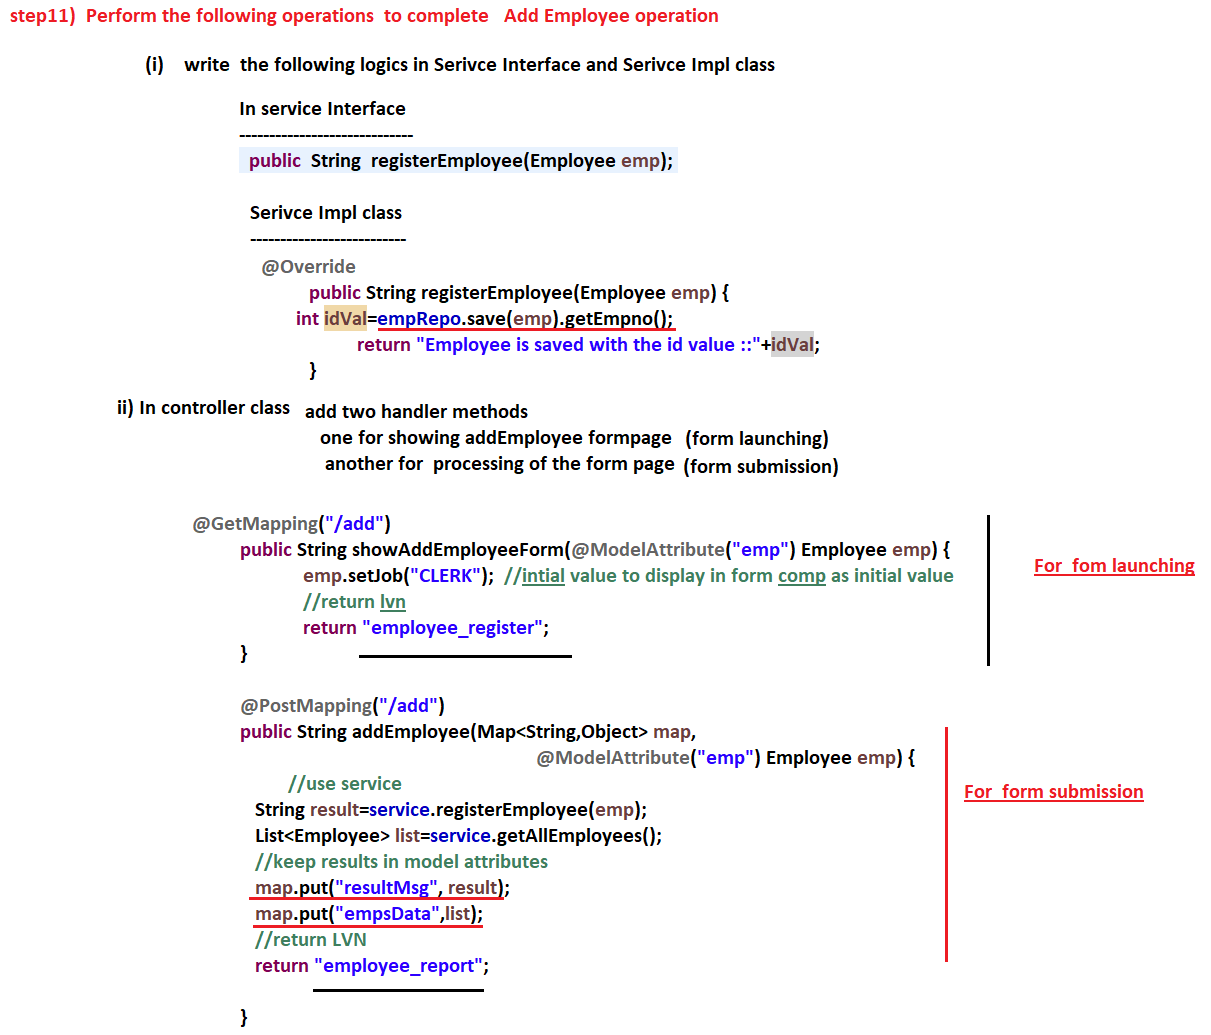 step11) Perform the following operations to complete Add Employee operation
(i) write the following logics in Serivce Interface and Serivce Impl class
In service Interface
-----------------------------
public String registerEmployee(Employee emp);
Serivce Impl class
--------------------------
@Override
public String registerEmployee(Employee emp) {
int idVal=empRepo.save(emp).getEmpno();
return "Employee is saved with the id value ::"+idVal;
}
ii) In controller class add two handler methods
one for showing addEmployee formpage (form launching)
another for processing of the form page (form submission)
@GetMapping("/add")
public String showAddEmployeeForm(@ModelAttribute("emp") Employee emp) {
emp.setJob("CLERK"); //intial value to display in form comp as initial value
//return lvn
return "employee_register";
}
For fom launching
@PostMapping("/add")
public String addEmployee(Map<String,Object> map,
@ModelAttribute("emp") Employee emp) {
//use service
String result=service.registerEmployee(emp);
List<Employee> list=service.getAllEmployees();
//keep results in model attributes
map.put("resultMsg", result);
map.put("empsData",list);
//return LVN
return "employee_report";
}
For form submission